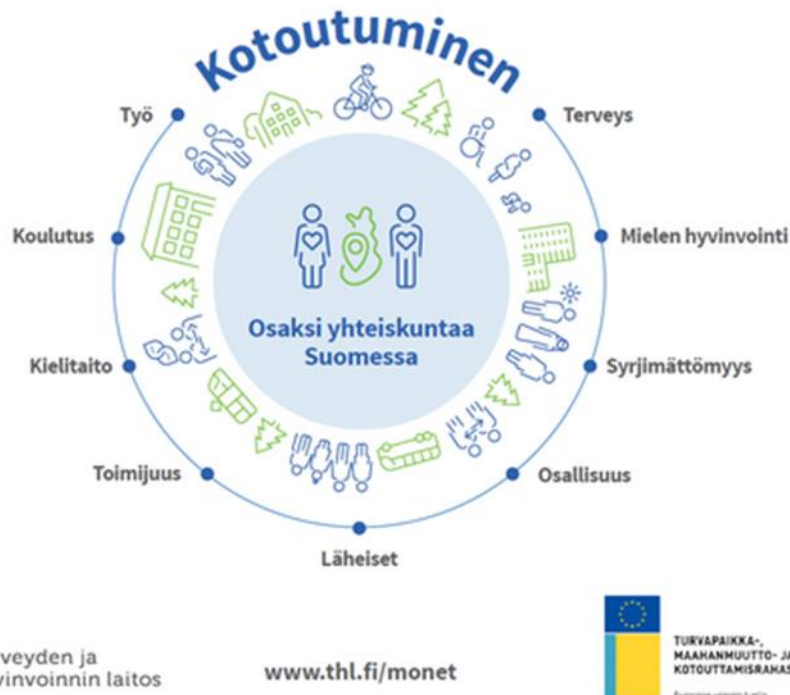 Kotoutuminen
Työ
Terveys
Koulutus
Mielen hyvinvointi
Osaksi yhteiskuntaa
Suomessa
Kielitaito
Syrjimättömyys
Toimijuus
Osallisuus
Läheiset
veyden ja
vinvoinnin laitos
www.thl.fi/monet
TURVAPAIKKA-,
MAAHANMUUTTO- JA
KOTOUTTAMISRAHAS